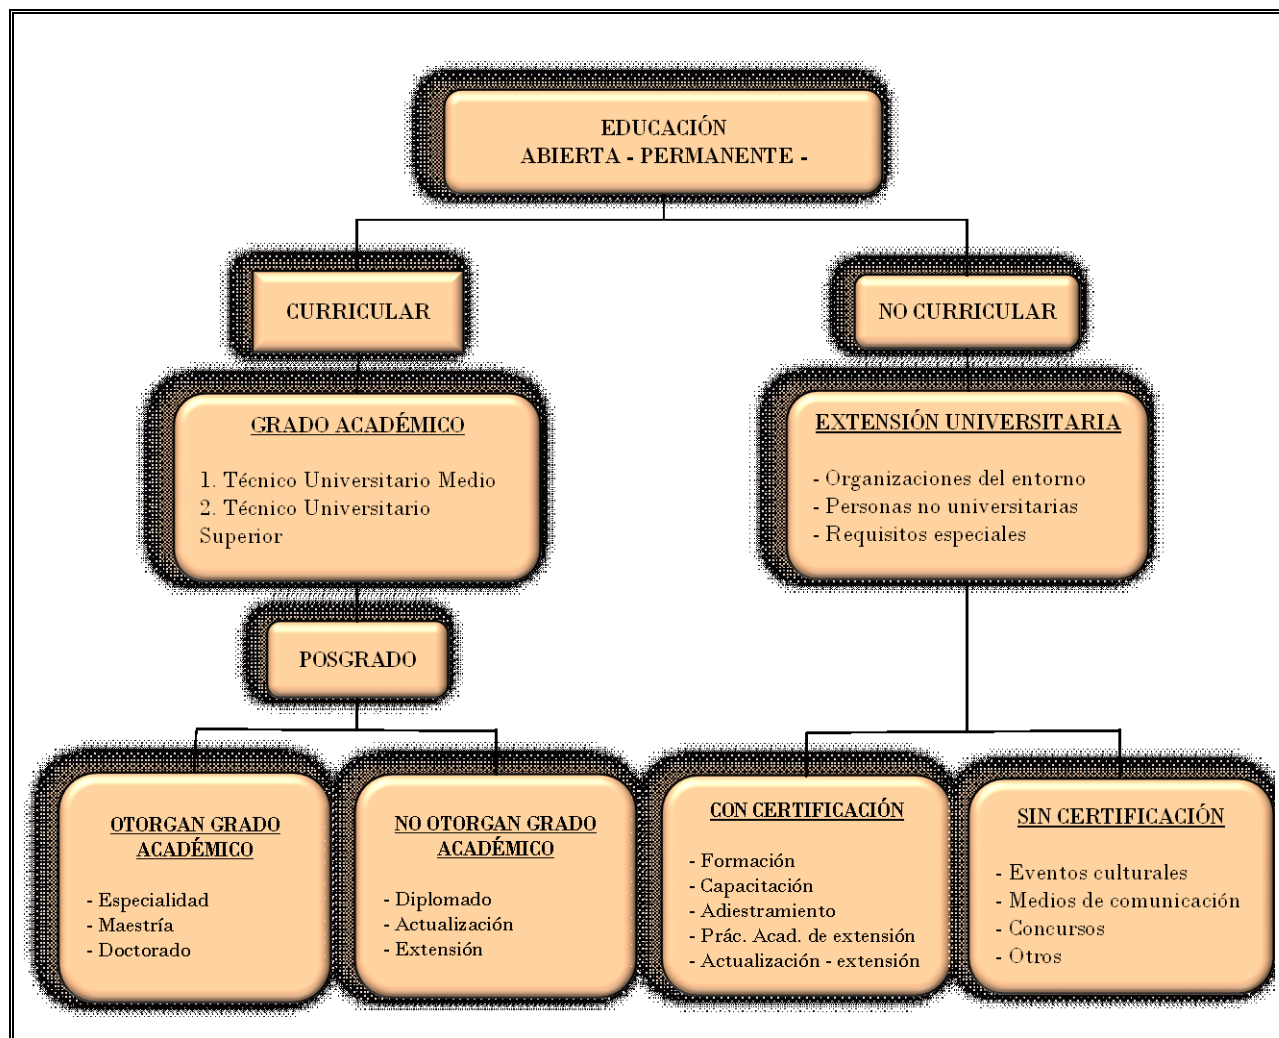 EDUCACIÓN
ABIERTA - PERMANENTE -
CURRICULAR
NO CURRICULAR
GRADO ACADÉMICO
1. Técnico Universitario Medio
2. Técnico Universitario
Superior
EXTENSIÓN UNIVERSITARIA
- Organizaciones del entorno
- Personas no universitarias
- Requisitos especiales
POSGRADO
OTORGAN GRADO
ACADÉMICO
- Especialidad
- Maestría
- Doctorado
NO OTORGAN GRADO
ACADÉMICO
- Diplomado
- Actualización
- Extensión
CON CERTIFICACIÓN
- Formación
- Capacitación
- Adiestramiento
- Prác. Acad. de extensión
- Actualización - extensión
SIN CERTIFICACIÓN
- Eventos culturales
- Medios de comunicación
- Concursos
- Otros